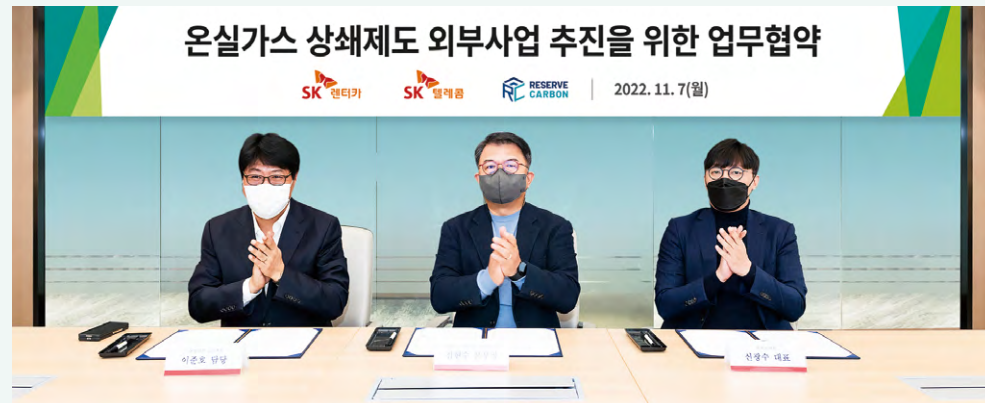 온실가스 상쇄제도 외부사업 추진을 위한 업무협약
SK 렌터카 SK 텔레콤 RESERVE CARBON 2022. 11. 7(월)
이준호 담당
신광수 대표